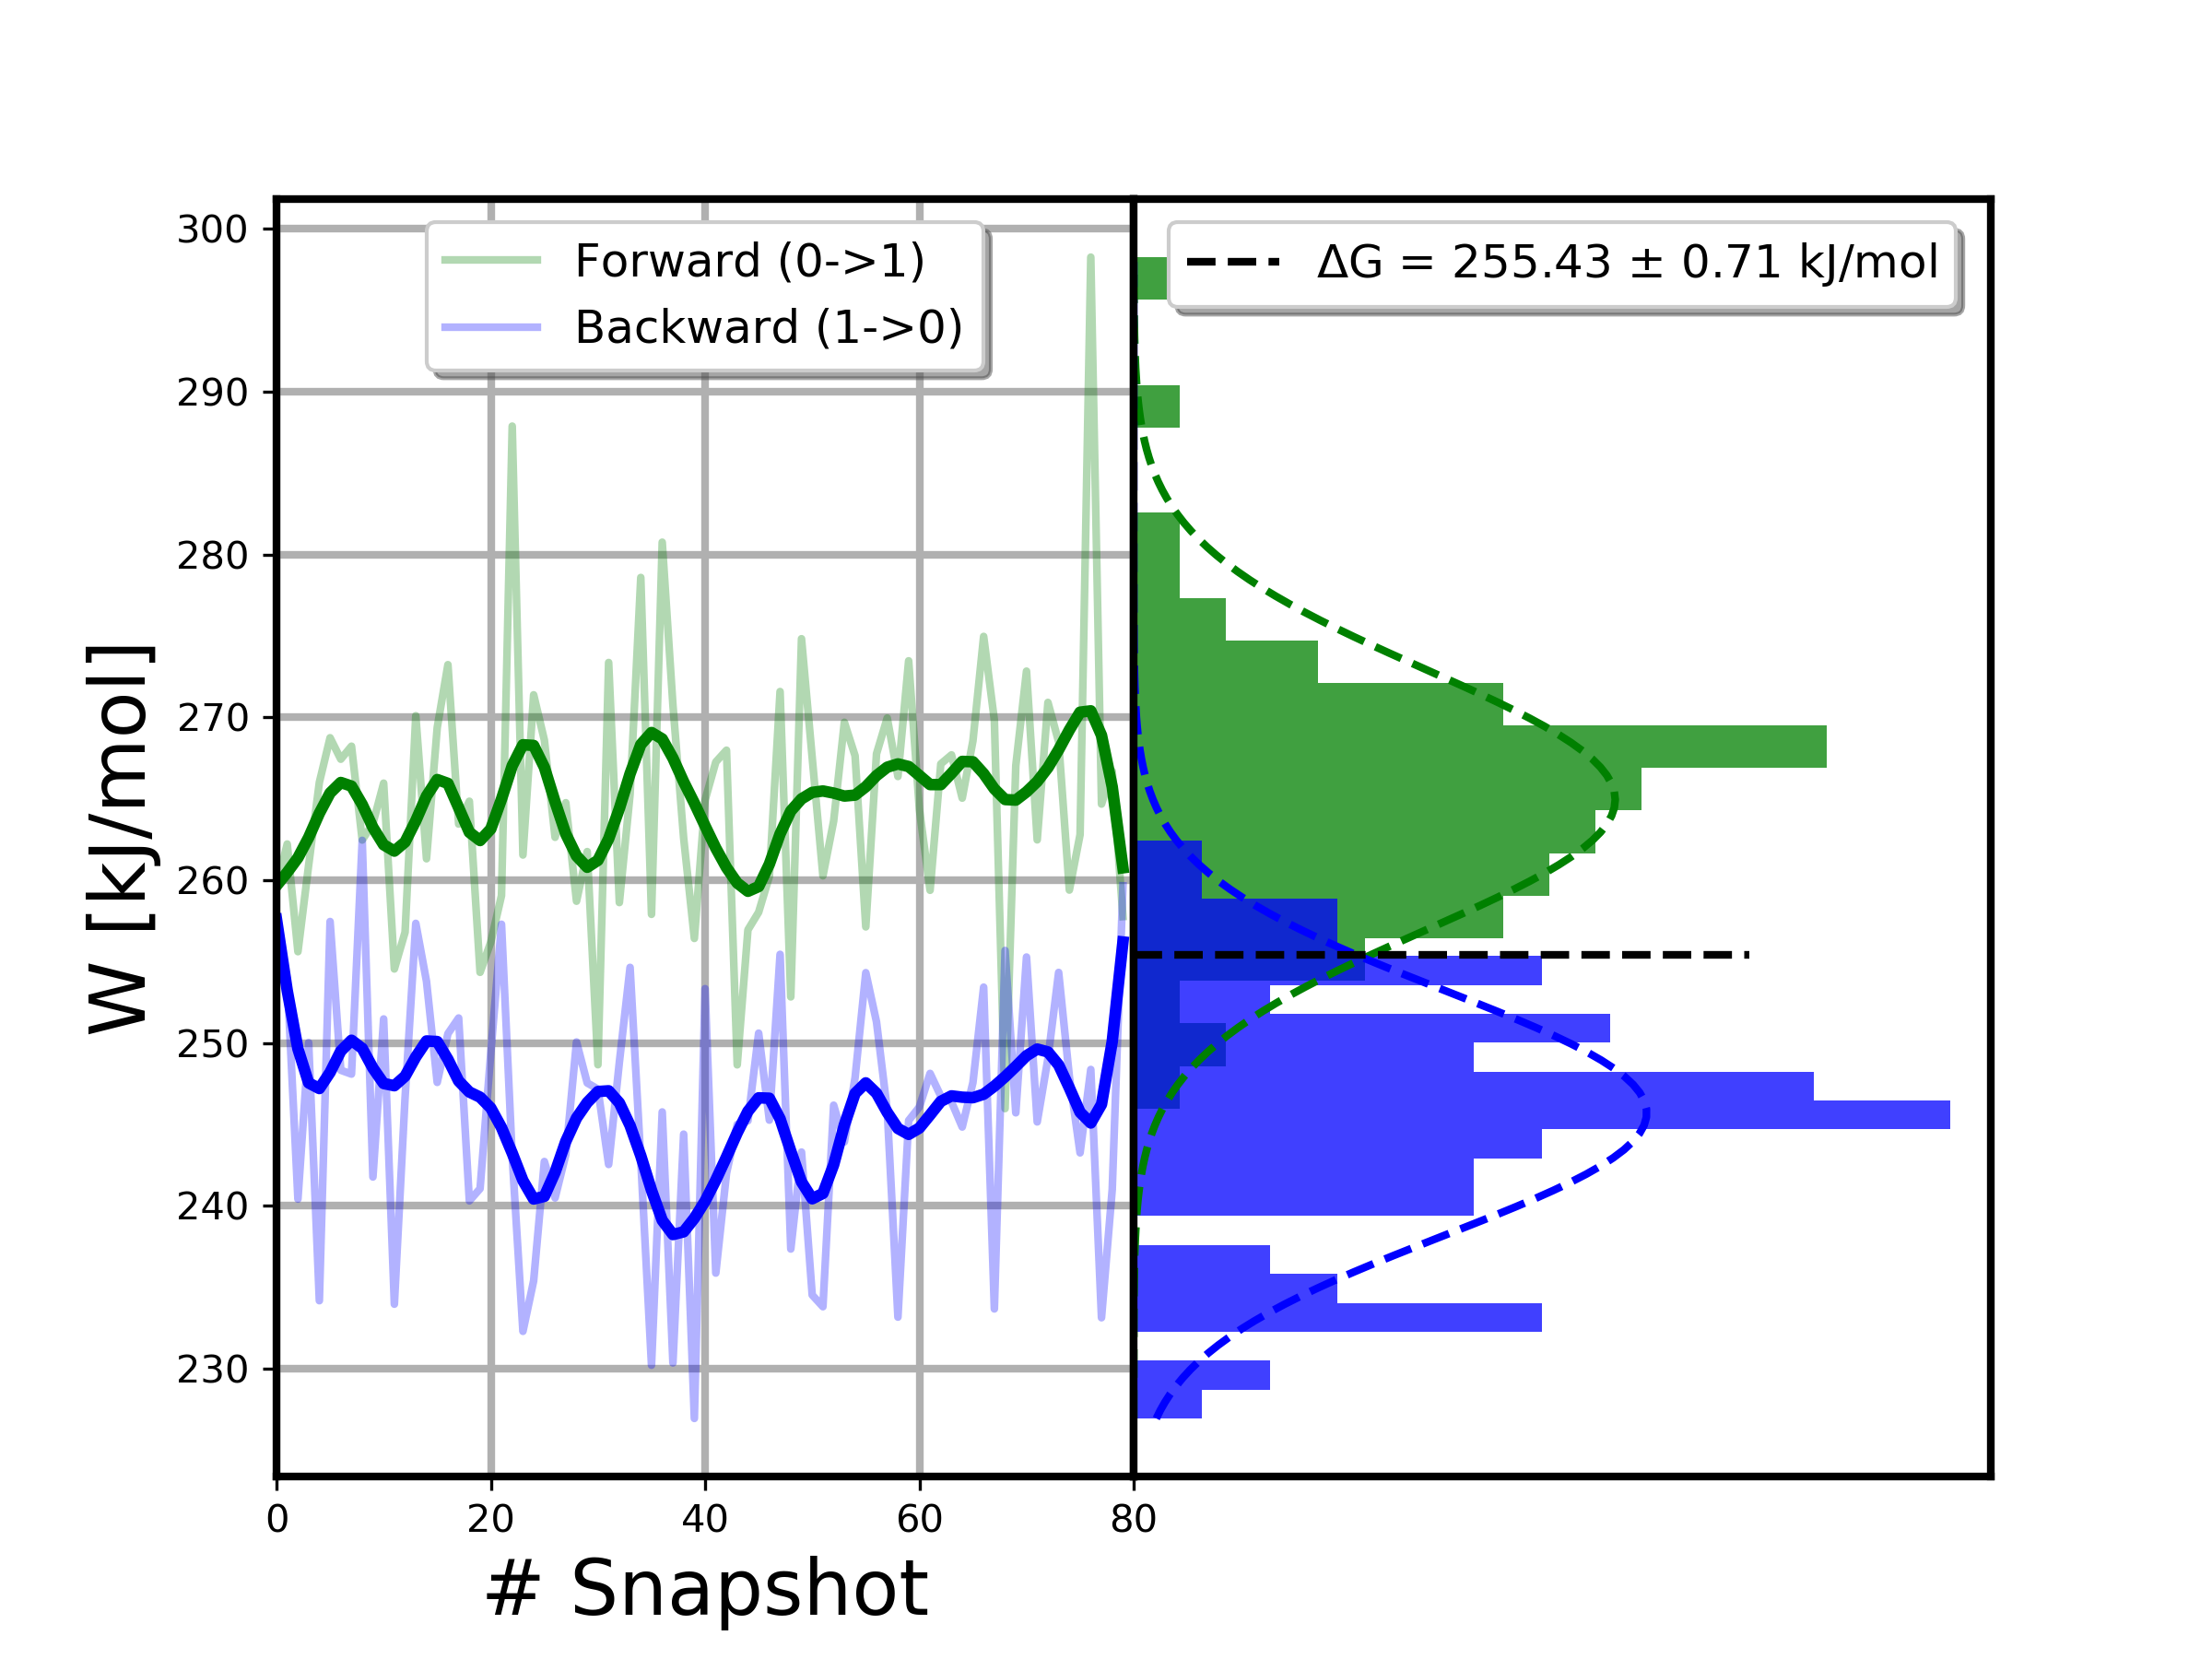 Forward (0->1)
Backward (1->0)
ΔG = 255.43 ± 0.71 kJ/mol
W [kJ/mol]
300
290
280
270
260
250
240
230
0 20 40 60 80
# Snapshot